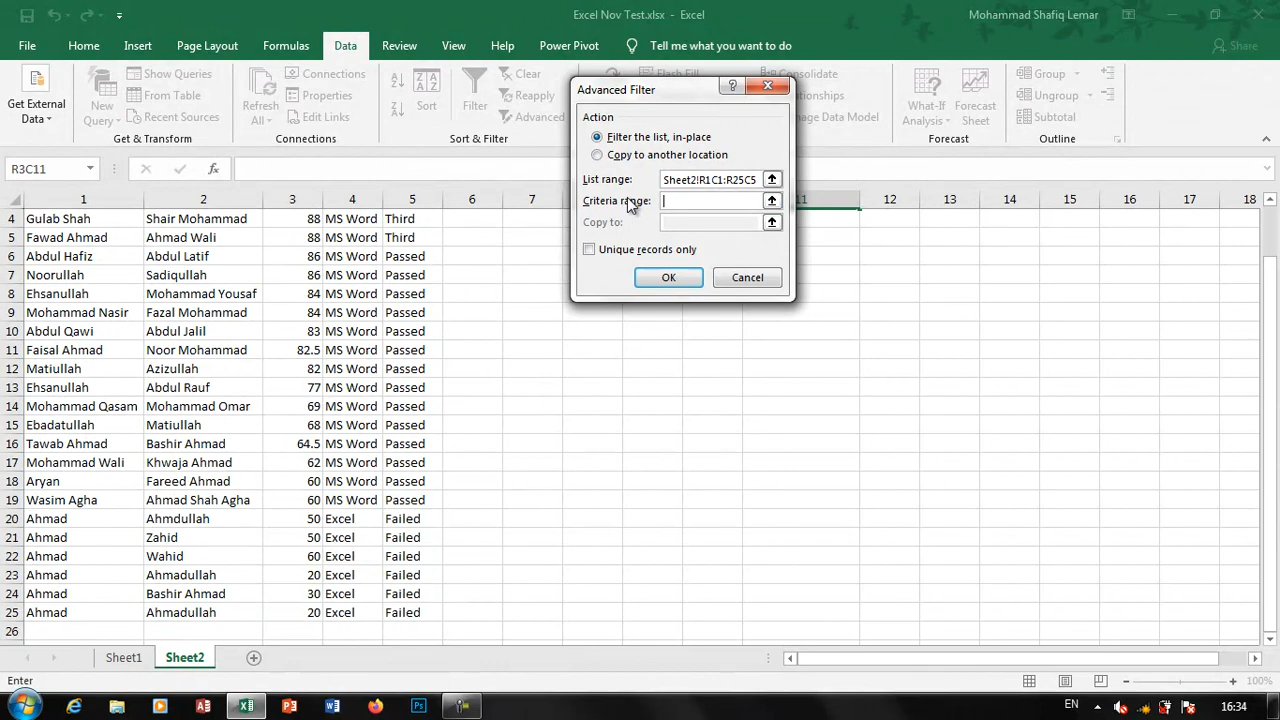 Excel Nov Test.xlsx - Excel
Mohammad Shafiq Lemar
File Home Insert Page Layout Formulas Data Review View Help Power Pivot Tell me what you want to do Share
Get External Data
New Query
Show Queries
From Table
Recent Sources
Get & Transform
Refresh All
Connections
Properties
Edit Links
Connections
Sort
Filter
Clear
Reapply
Advanced
Sort & Filter
Flash Fill
Consolidate
Relationships
Manage Data Model
What-If Analysis
Forecast Sheet
Forecast
Group
Ungroup
Subtotal
Outline
Advanced Filter
Action
Filter the list, in-place
Copy to another location
List range: Sheet2!R1C1:R25C5
Criteria range:
Copy to:
Unique records only
OK Cancel
R3C11
1 2 3 4 5 6 7 11 12 13 14 15 16 17 18
4 Gulab Shah Shair Mohammad 88 MS Word Third
5 Fawad Ahmad Ahmad Wali 88 MS Word Third
6 Abdul Hafiz Abdul Latif 86 MS Word Passed
7 Noorullah Sadiqullah 86 MS Word Passed
8 Ehsanullah Mohammad Yousaf 84 MS Word Passed
9 Mohammad Nasir Fazal Mohammad 84 MS Word Passed
10 Abdul Qawi Abdul Jalil 83 MS Word Passed
11 Faisal Ahmad Noor Mohammad 82.5 MS Word Passed
12 Matiullah Azizullah 82 MS Word Passed
13 Ehsanullah Abdul Rauf 77 MS Word Passed
14 Mohammad Qasam Mohammad Omar 69 MS Word Passed
15 Ebadatullah Matiullah 68 MS Word Passed
16 Tawab Ahmad Bashir Ahmad 64.5 MS Word Passed
17 Mohammad Wali Khwaja Ahmad 62 MS Word Passed
18 Aryan Fareed Ahmad 60 MS Word Passed
19 Wasim Agha Ahmad Shah Agha 60 MS Word Passed
20 Ahmad Ahmdullah 50 Excel Failed
21 Ahmad Zahid 50 Excel Failed
22 Ahmad Wahid 60 Excel Failed
23 Ahmad Ahmadullah 20 Excel Failed
24 Ahmad Bashir Ahmad 30 Excel Failed
25 Ahmad Ahmadullah 20 Excel Failed
26
Sheet1 Sheet2
Enter
100%
EN 16:34